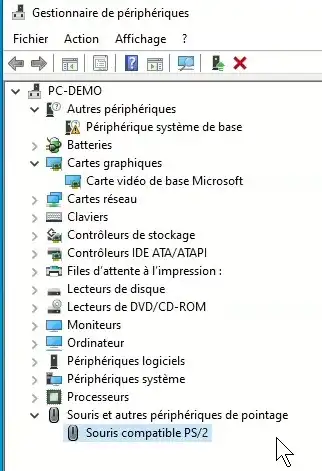 Gestionnaire de périphériques
Fichier Action Affichage ?
PC-DEMO
Autres périphériques
Périphérique système de base
Batteries
Cartes graphiques
Carte vidéo de base Microsoft
Cartes réseau
Claviers
Contrôleurs de stockage
Contrôleurs IDE ATA/ATAPI
Files d'attente à l'impression :
Lecteurs de disque
Lecteurs de DVD/CD-ROM
Moniteurs
Ordinateur
Périphériques logiciels
Périphériques système
Processeurs
Souris et autres périphériques de pointage
Souris compatible PS/2